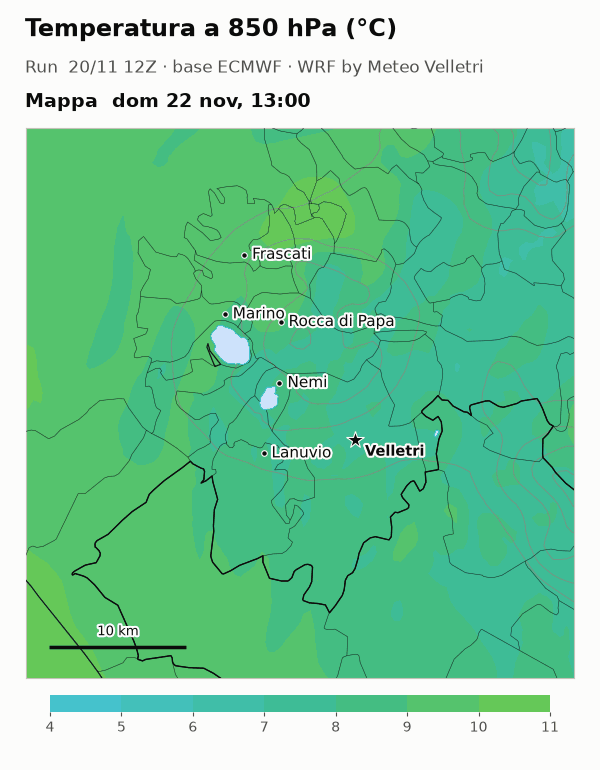 Temperatura a 850 hPa (°C)
Run  20/11 12Z · base ECMWF · WRF by Meteo Velletri
Mappa  dom 22 nov, 13:00
Frascati
Marino
Rocca di Papa
Nemi
Velletri
Lanuvio
10 km
4 5 6 7 8 9 10 11